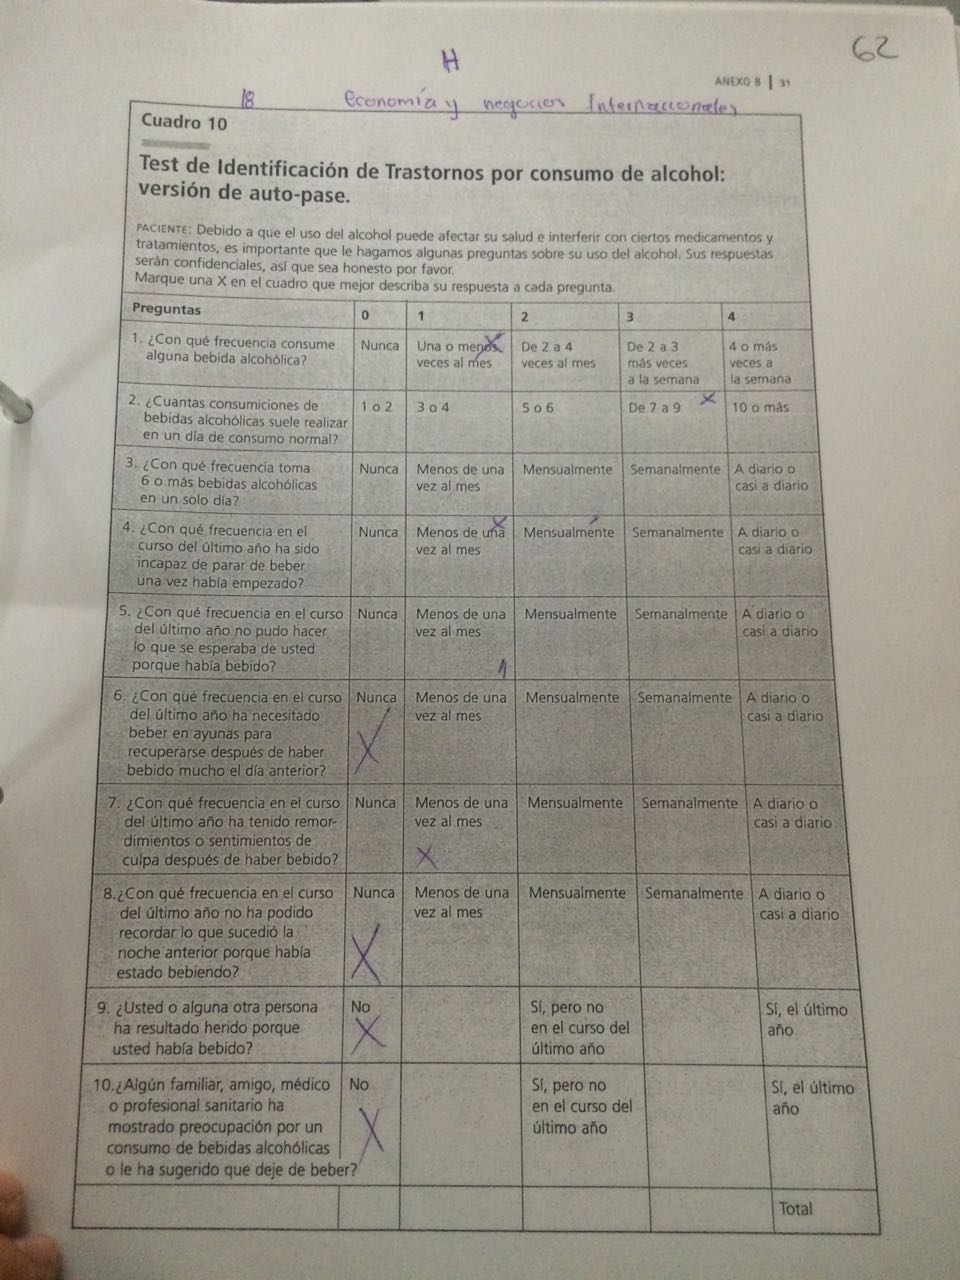 62
H
ANEXO B | 31
18 Economía y negocios Internacionales
Cuadro 10
Test de Identificación de Trastornos por consumo de alcohol:
versión de auto-pase.
PACIENTE: Debido a que el uso del alcohol puede afectar su salud e interferir con ciertos medicamentos y
tratamientos, es importante que le hagamos algunas preguntas sobre su uso del alcohol. Sus respuestas
serán confidenciales, así que sea honesto por favor.
Marque una X en el cuadro que mejor describa su respuesta a cada pregunta.
Preguntas 0 1 2 3 4
1. ¿Con qué frecuencia consume Nunca Una o menos De 2 a 4 De 2 a 3 4 o más
alguna bebida alcohólica? veces al mes veces al mes más veces veces a
a la semana la semana
2. ¿Cuantas consumiciones de 1 o 2 3 o 4 5 o 6 De 7 a 9 10 o más
bebidas alcohólicas suele realizar
en un día de consumo normal?
3. ¿Con qué frecuencia toma Nunca Menos de una Mensualmente Semanalmente A diario o
6 o más bebidas alcohólicas vez al mes casi a diario
en un solo día?
4. ¿Con qué frecuencia en el Nunca Menos de una Mensualmente Semanalmente A diario o
curso del último año ha sido vez al mes casi a diario
incapaz de parar de beber
una vez había empezado?
5. ¿Con qué frecuencia en el curso Nunca Menos de una Mensualmente Semanalmente A diario o
del último año no pudo hacer vez al mes casi a diario
lo que se esperaba de usted
porque había bebido?
6. ¿Con qué frecuencia en el curso Nunca Menos de una Mensualmente Semanalmente A diario o
del último año ha necesitado vez al mes casi a diario
beber en ayunas para
recuperarse después de haber
bebido mucho el día anterior?
7. ¿Con qué frecuencia en el curso Nunca Menos de una Mensualmente Semanalmente A diario o
del último año ha tenido remor- vez al mes casi a diario
dimientos o sentimientos de
culpa después de haber bebido?
8.¿Con qué frecuencia en el curso Nunca Menos de una Mensualmente Semanalmente A diario o
del último año no ha podido vez al mes casi a diario
recordar lo que sucedió la
noche anterior porque había
estado bebiendo?
9. ¿Usted o alguna otra persona No Sí, pero no Sí, el último
ha resultado herido porque en el curso del año
usted había bebido? último año
10.¿Algún familiar, amigo, médico No Sí, pero no Sí, el último
o profesional sanitario ha en el curso del año
mostrado preocupación por un último año
consumo de bebidas alcohólicas
o le ha sugerido que deje de beber?
Total